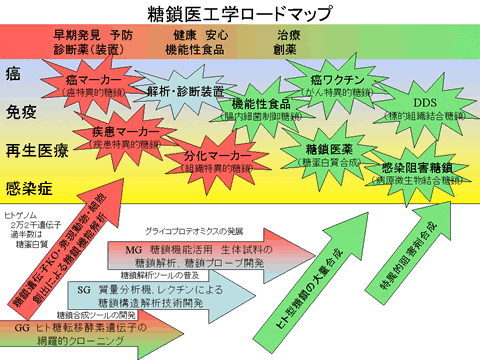 糖鎖医工学ロードマップ
早期発見 予防
診断薬(装置)
健康 安心
機能性食品
治療
創薬
癌
免疫
再生医療
感染症
癌マーカー
(癌特異的糖鎖)
解析・診断装置
機能性食品
(腸内細菌制御糖鎖)
癌ワクチン
(がん特異的糖鎖)
DDS
(標的組織結合糖鎖)
疾患マーカー
(疾患特異的糖鎖)
分化マーカー
(組織特異的糖鎖)
糖鎖医薬
(糖蛋白質合成)
感染阻害糖鎖
(病原微生物結合糖鎖)
ヒトゲノム
2万2千遺伝子
過半数は
糖蛋白質
糖鎖遺伝子KO・発現動物・細胞
創出による糖鎖機能解析
グライコプロテオミクスの発展
MG 糖鎖機能活用 生体試料の
糖鎖解析、糖鎖プローブ開発
糖鎖解析ツールの普及
SG 質量分析機、レクチンによる
糖鎖構造解析技術開発
糖鎖合成ツールの開発
GG ヒト糖転移酵素遺伝子の
網羅的クローニング
ヒト型糖鎖の大量合成
特異的阻害剤合成